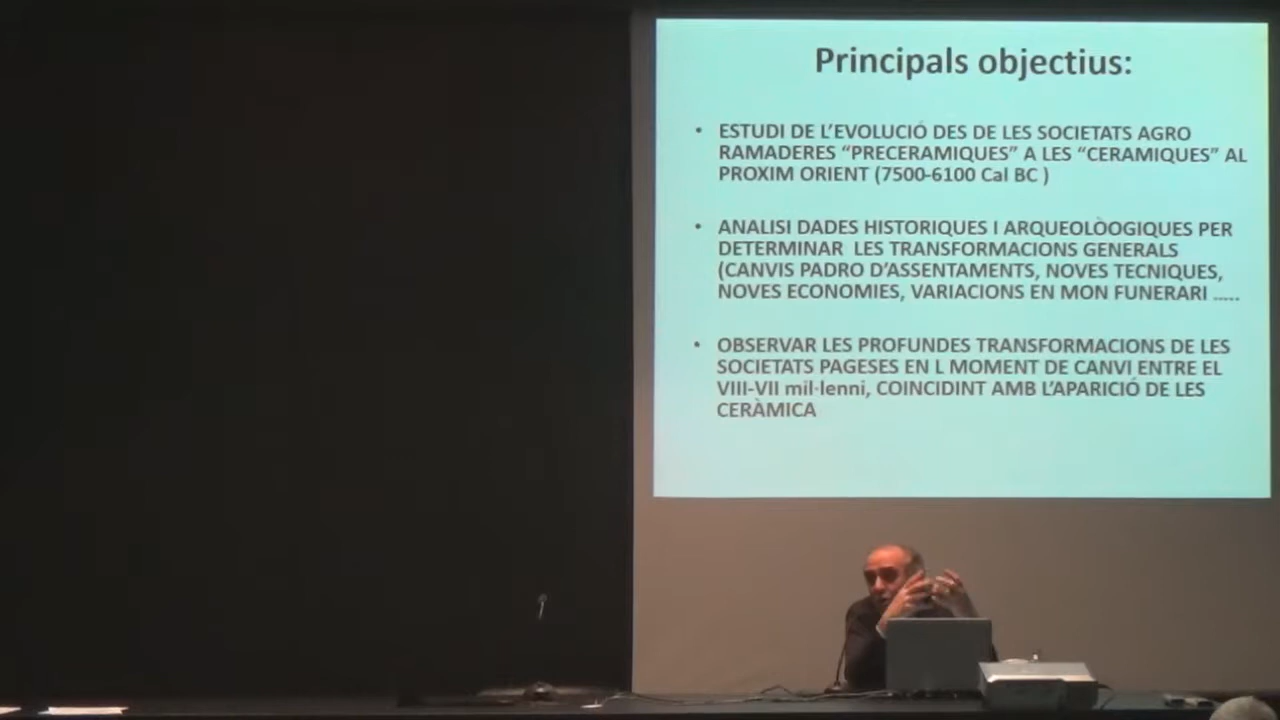 Principals objectius:
• ESTUDI DE L'EVOLUCIÓ DES DE LES SOCIETATS AGRO
RAMADERES “PRECERAMIQUES” A LES “CERAMIQUES” AL
PROXIM ORIENT (7500-6100 Cal BC )
• ANALISI DADES HISTORIQUES I ARQUEOLÒOGIQUES PER
DETERMINAR LES TRANSFORMACIONS GENERALS
(CANVIS PADRO D'ASSENTAMENTS, NOVES TECNIQUES,
NOVES ECONOMIES, VARIACIONS EN MON FUNERARI .....
• OBSERVAR LES PROFUNDES TRANSFORMACIONS DE LES
SOCIETATS PAGESES EN L MOMENT DE CANVI ENTRE EL
VIII-VII mil·lenni, COINCIDINT AMB L'APARICIÓ DE LES
CERÀMICA